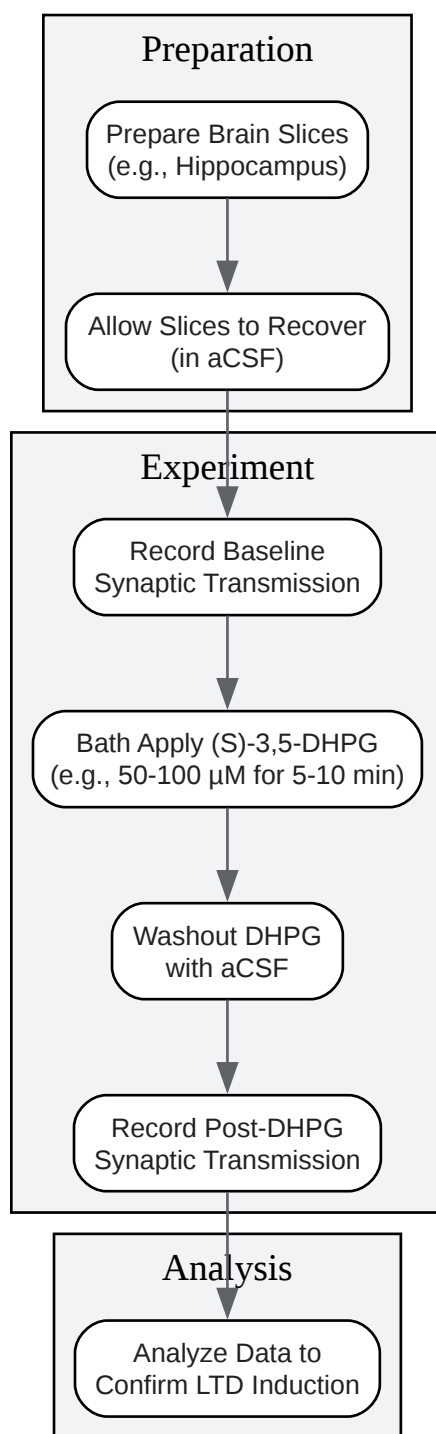 Preparation
Prepare Brain Slices
(e.g., Hippocampus)
Allow Slices to Recover
(in aCSF)
Experiment
Record Baseline
Synaptic Transmission
Bath Apply (S)-3,5-DHPG
(e.g., 50-100 µM for 5-10 min)
Washout DHPG
with aCSF
Record Post-DHPG
Synaptic Transmission
Analysis
Analyze Data to
Confirm LTD Induction